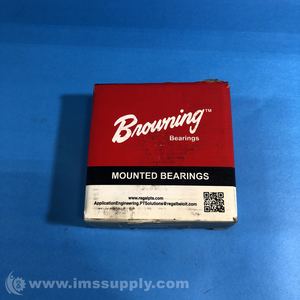 Browning™
Bearings
MOUNTED BEARINGS
www.regalpts.com
ApplicationEngineering.PTSolutions@regalbeloit.com
© www.imssupply.com